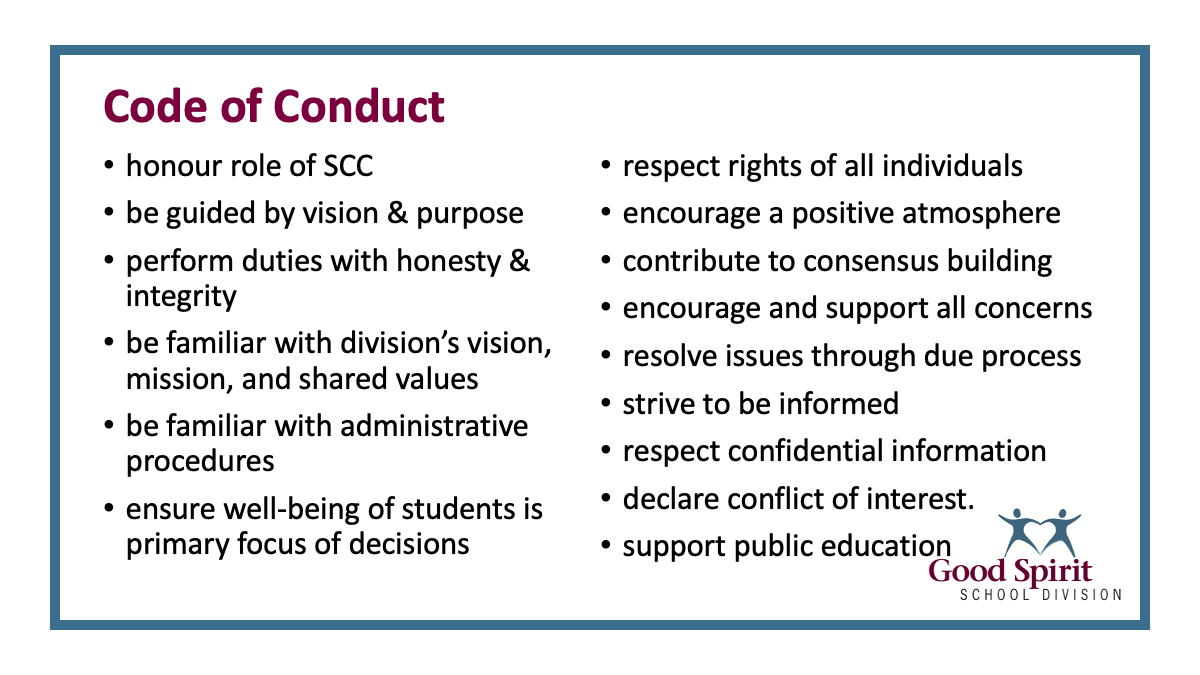 Code of Conduct
• honour role of SCC
• be guided by vision & purpose
• perform duties with honesty &
integrity
• be familiar with division’s vision,
mission, and shared values
• be familiar with administrative
procedures
• ensure well-being of students is
primary focus of decisions
• respect rights of all individuals
• encourage a positive atmosphere
• contribute to consensus building
• encourage and support all concerns
• resolve issues through due process
• strive to be informed
• respect confidential information
• declare conflict of interest.
• support public education
Good Spirit
SCHOOL DIVISION